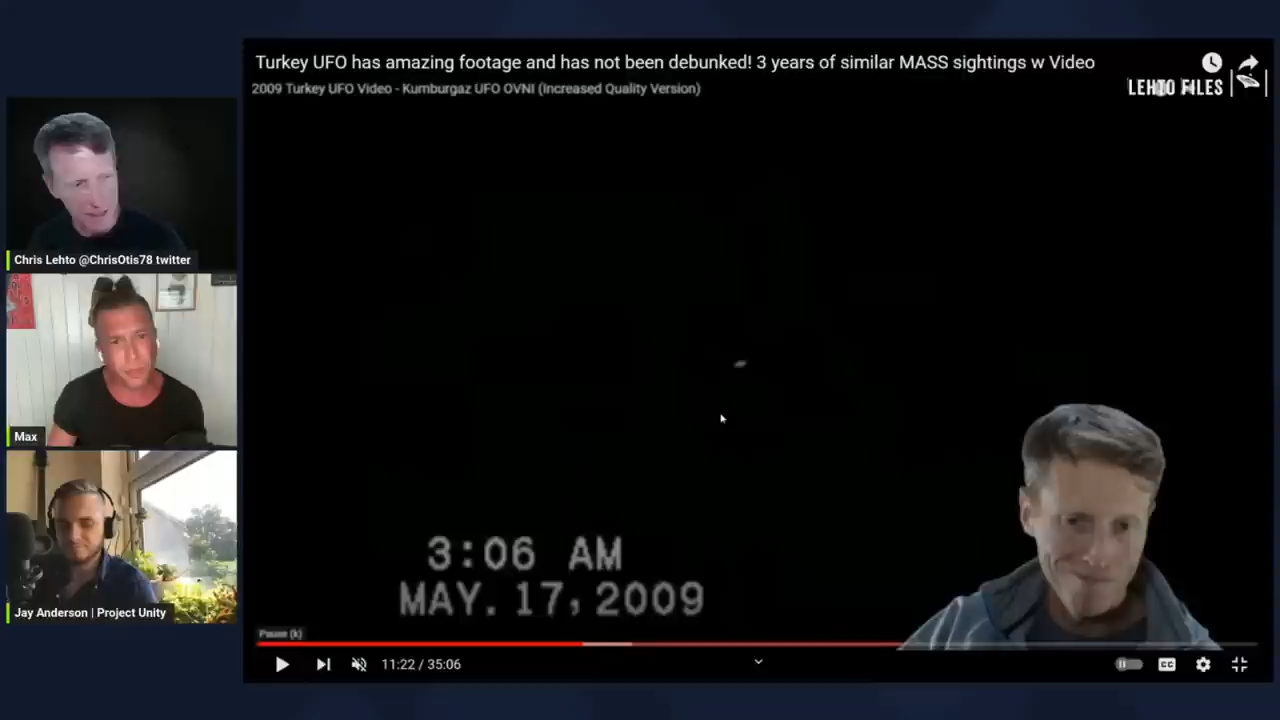 Turkey UFO has amazing footage and has not been debunked! 3 years of similar MASS sightings w Video
2009 Turkey UFO Video - Kumburgaz UFO OVNI (Increased Quality Version)
LEHTO FILES
Chris Lehto @ChrisOtis78 twitter
Max
Jay Anderson | Project Unity
3:06 AM
MAY. 17, 2009
Pause (k)
11:22 / 35:06
CC